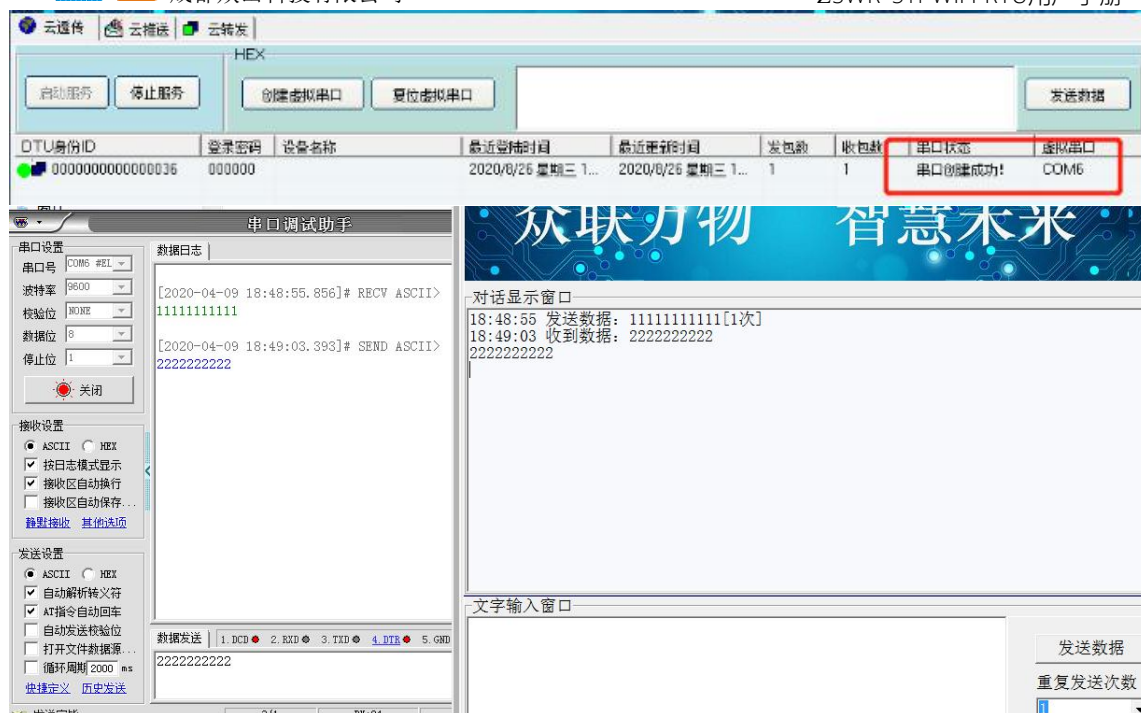 云透传 云推送 云转发
HEX
启动服务 停止服务 创建虚拟串口 复位虚拟串口 发送数据
DTU身份ID 登录密码 设备名称 最近登陆时间 最近更新时间 发包数 收包数 串口状态 虚拟串口
0000000000000036 000000 2020/8/26 星期三 1... 2020/8/26 星期三 1... 1 1 串口创建成功! COM6
串口调试助手
串口设置
串口号 COM6 #EL
波特率 9600
校验位 NONE
数据位 8
停止位 1
关闭
接收设置
ASCII HEX
按日志模式显示
接收区自动换行
接收区自动保存...
静默接收 其他选项
发送设置
ASCII HEX
自动解析转义符
AT指令自动回车
自动发送校验位
打开文件数据源...
循环周期 2000 ms
快捷定义 历史发送
数据日志
[2020-04-09 18:48:55.856]# RECV ASCII>
11111111111
[2020-04-09 18:49:03.393]# SEND ASCII>
2222222222
数据发送 1.DCD 2.RXD 3.TXD 4.DTR 5.GND
2222222222
众联万物 智慧未来
对话显示窗口
18:48:55 发送数据: 11111111111[1次]
18:49:03 收到数据: 2222222222
2222222222
文字输入窗口
发送数据
重复发送次数
1